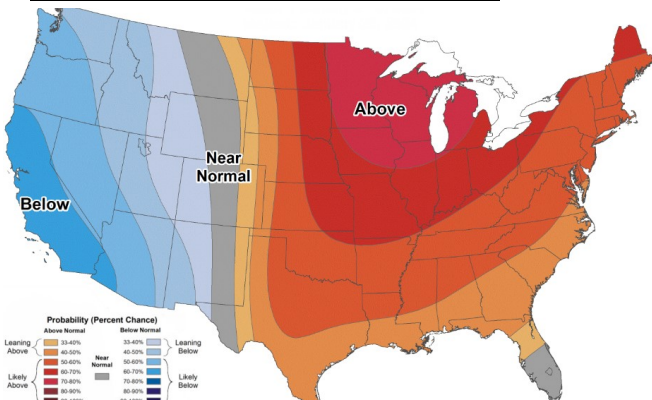 Above
Near
Normal
Below
Probability (Percent Chance)
Above Normal
Below Normal
Leaning
Above
33-40%
40-50%
Near
Normal
33-40%
40-50%
Leaning
Below
Likely
Above
50-60%
60-70%
70-80%
80-90%
50-60%
60-70%
70-80%
80-90%
Likely
Below